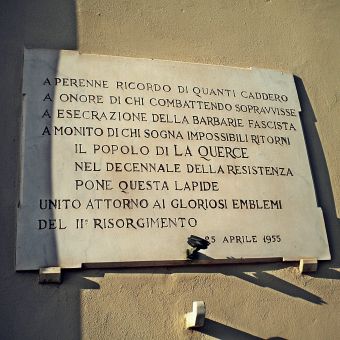 A PERENNE RICORDO DI QUANTI CADDERO
A ONORE DI CHI COMBATTENDO SOPRAVVISSE
A ESECRAZIONE DELLA BARBARIE FASCISTA
A MONITO DI CHI SOGNA IMPOSSIBILI RITORNI
IL POPOLO DI LA QUERCE
NEL DECENNALE DELLA RESISTENZA
PONE QUESTA LAPIDE
UNITO ATTORNO AI GLORIOSI EMBLEMI
DEL II° RISORGIMENTO
25 APRILE 1955